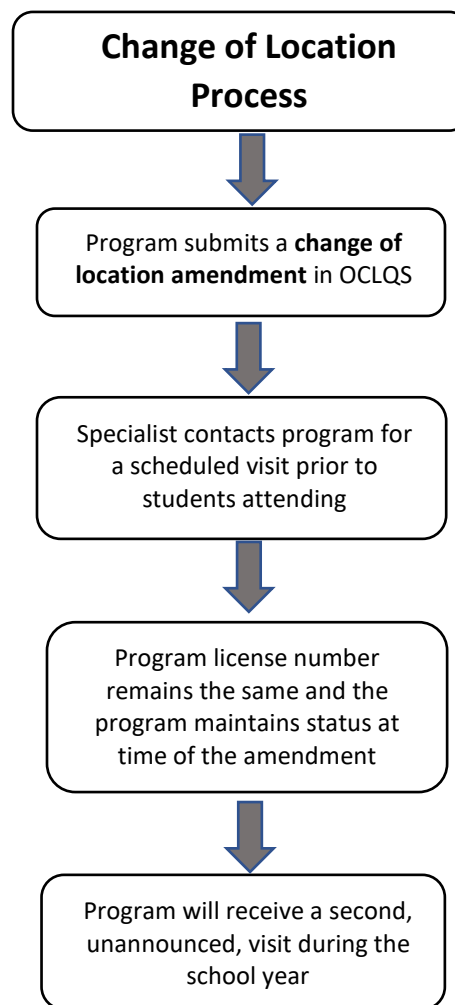 Change of Location
Process
Program submits a change of
location amendment in OCLQS
Specialist contacts program for
a scheduled visit prior to
students attending
Program license number
remains the same and the
program maintains status at
time of the amendment
Program will receive a second,
unannounced, visit during the
school year